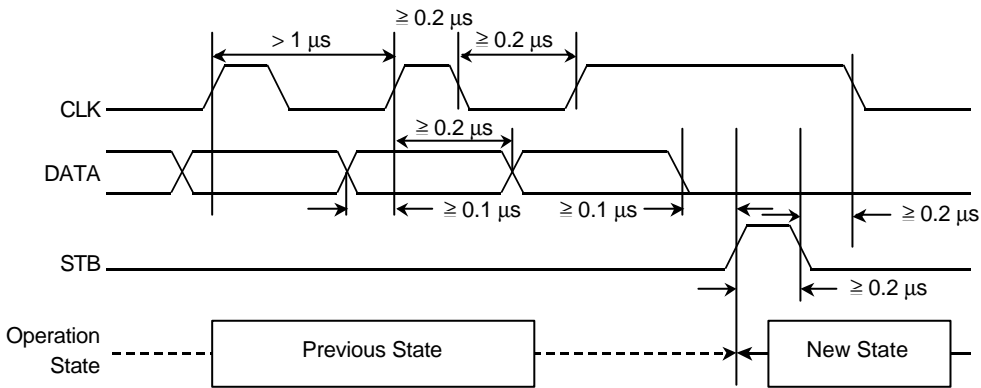 ≧ 0.2 μs
> 1 μs
≧ 0.2 μs
CLK
≧ 0.2 μs
DATA
≧ 0.1 μs
≧ 0.1 μs
≧ 0.2 μs
STB
≧ 0.2 μs
Operation
State
Previous State
New State